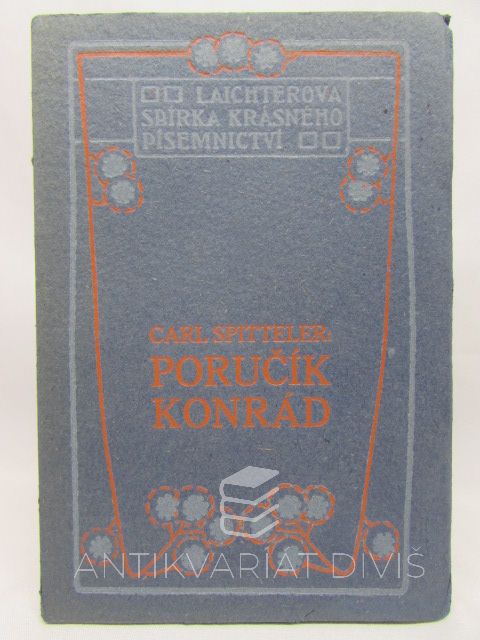 LAICHTEROVA
SBÍRKA KRÁSNÉHO
PÍSEMNICTVÍ
CARL SPITTELER:
PORUČÍK
KONRÁD
ANTIKVARIÁT DIVIŠ